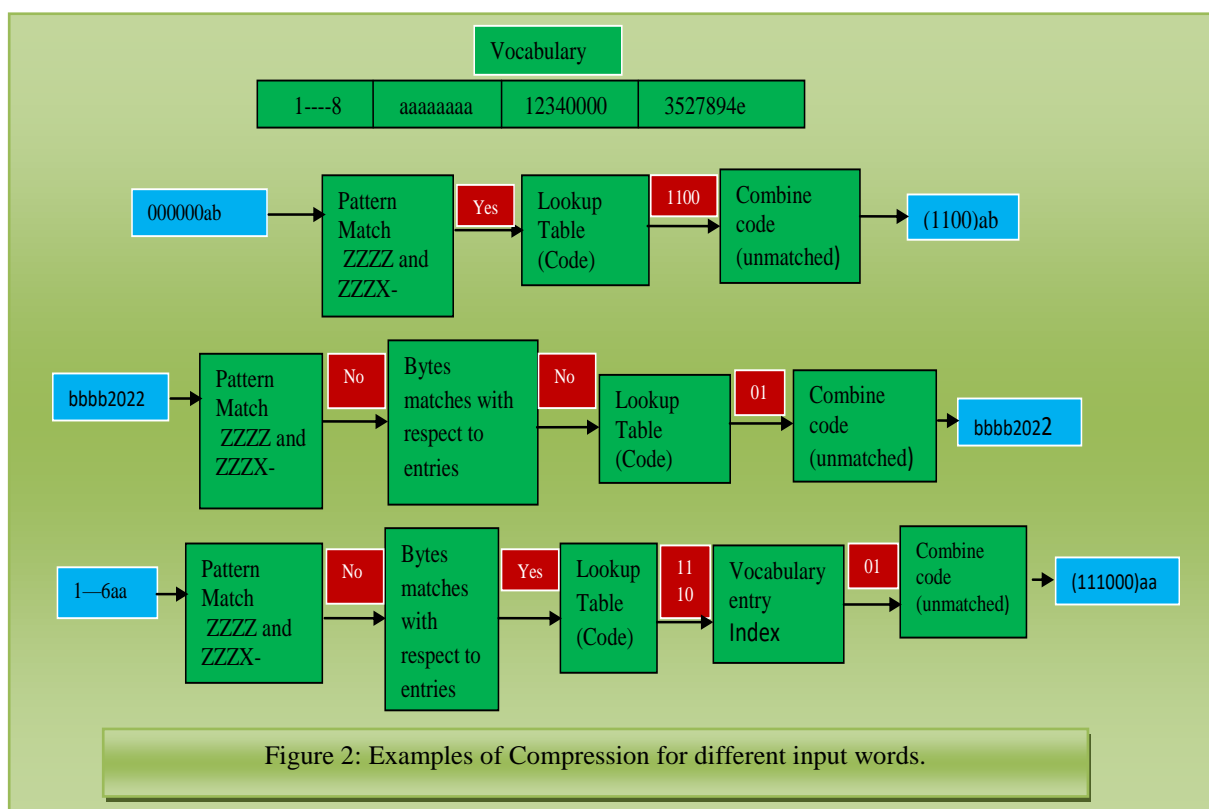 Vocabulary
1----8 aaaaaaaa 12340000 3527894e
000000ab
Pattern
Match
ZZZZ and
ZZZX-
Yes
Lookup
Table
(Code)
1100
Combine
code
(unmatched)
(1100)ab
bbbb2022
Pattern
Match
ZZZZ and
ZZZX-
No
Bytes
matches with
respect to
entries
No
Lookup
Table
(Code)
01
Combine
code
(unmatched)
bbbb2022
1—6aa
Pattern
Match
ZZZZ and
ZZZX-
No
Bytes
matches
with
respect to
entries
Yes
Lookup
Table
(Code)
11
10
Vocabulary
entry
Index
01
Combine
code
(unmatched)
(111000)aa
Figure 2: Examples of Compression for different input words.